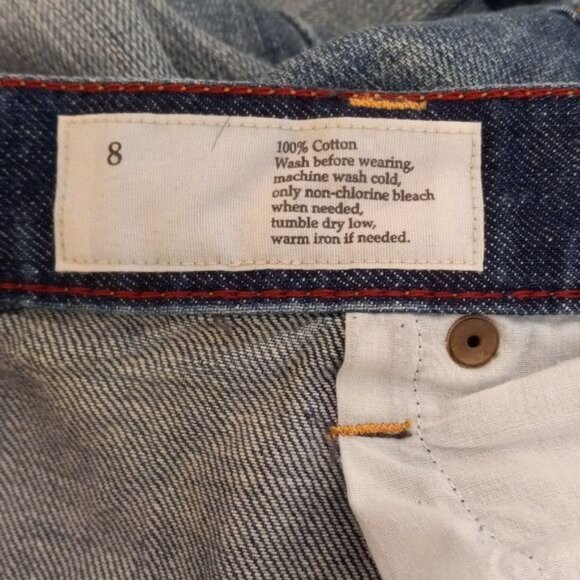 8
100% Cotton
Wash before wearing,
machine wash cold,
only non-chlorine bleach
when needed,
tumble dry low,
warm iron if needed.